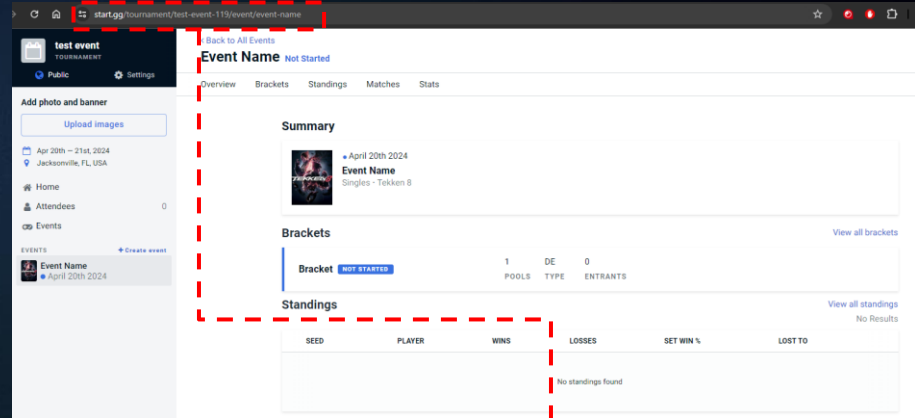 start.gg/tournament/test-event-119/event/event-name
test event
TOURNAMENT
Public
Settings
Add photo and banner
Upload images
Apr 20th — 21st, 2024
Jacksonville, FL, USA
Home
Attendees 0
Events
EVENTS + Create event
Event Name
April 20th 2024
‹ Back to All Events
Event Name Not Started
Overview Brackets Standings Matches Stats
Summary
April 20th 2024
Event Name
Singles - Tekken 8
TEKKEN 8
Brackets View all brackets
Bracket NOT STARTED
1 DE 0
POOLS TYPE ENTRANTS
Standings View all standings
No Results
SEED PLAYER WINS LOSSES SET WIN % LOST TO
No standings found